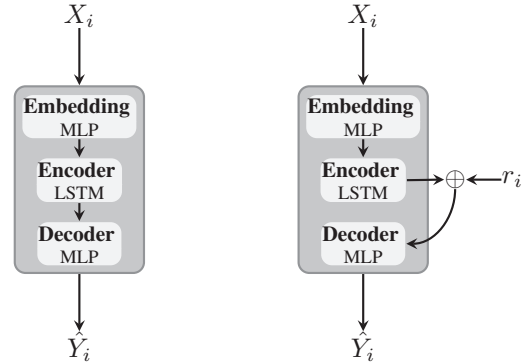 X_i
Embedding
MLP
Encoder
LSTM
Decoder
MLP
Ŷ_i
X_i
Embedding
MLP
Encoder
LSTM
⊕
r_i
Decoder
MLP
Ŷ_i